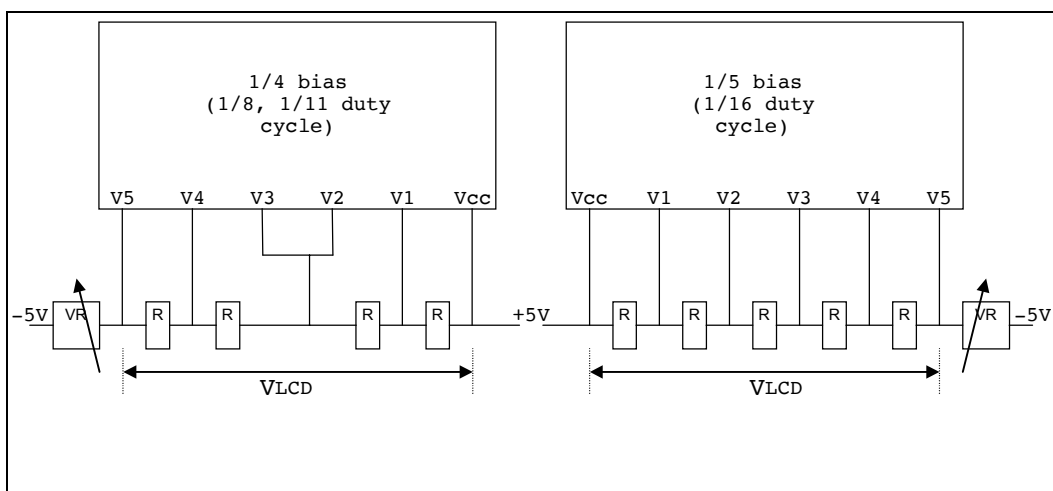 1/4 bias
(1/8, 1/11 duty
cycle)
V5 V4 V3 V2 V1 Vcc
1/5 bias
(1/16 duty
cycle)
Vcc V1 V2 V3 V4 V5
-5V VR R R R R +5V R R R R R VR -5V
VLCD
VLCD